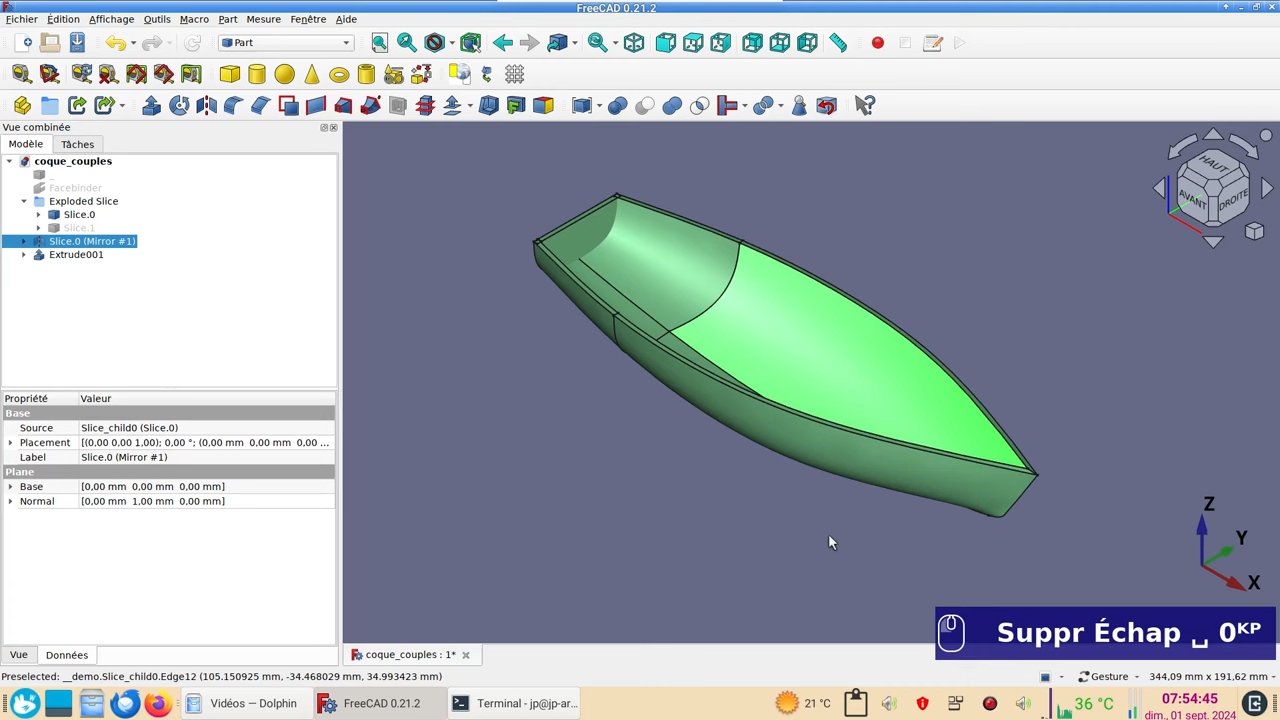 FreeCAD 0.21.2
Fichier Édition Affichage Outils Macro Part Mesure Fenêtre Aide
Part
Vue combinée
Modèle Tâches
coque_couples
_
Facebinder
Exploded Slice
Slice.0
Slice.1
Slice.0 (Mirror #1)
Extrude001
Propriété Valeur
Base
Source Slice_child0 (Slice.0)
Placement [(0,00 0,00 1,00); 0,00 °; (0,00 mm 0,00 mm 0,00 ...
Label Slice.0 (Mirror #1)
Plane
Base [0,00 mm 0,00 mm 0,00 mm]
Normal [0,00 mm 1,00 mm 0,00 mm]
HAUT
AVANT DROITE
Z
Y
X
Suppr Échap ␣ 0ᴷᴾ
Vue Données
coque_couples : 1*
Preselected: __demo.Slice_child0.Edge12 (105.150925 mm, -34.468029 mm, 34.993423 mm)
Gesture 344,09 mm x 191,62 mm
Vidéos — Dolphin
FreeCAD 0.21.2
Terminal - jp@jp-ar...
21 °C
36 °C
07:54:45
dim., 01 sept. 2024